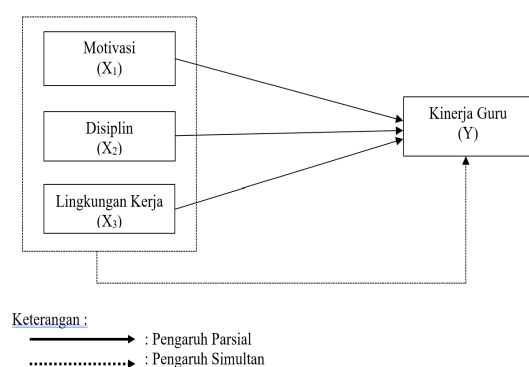 Motivasi
(X₁)
Disiplin
(X₂)
Lingkungan Kerja
(X₃)
Kinerja Guru
(Y)
Keterangan :
: Pengaruh Parsial
: Pengaruh Simultan